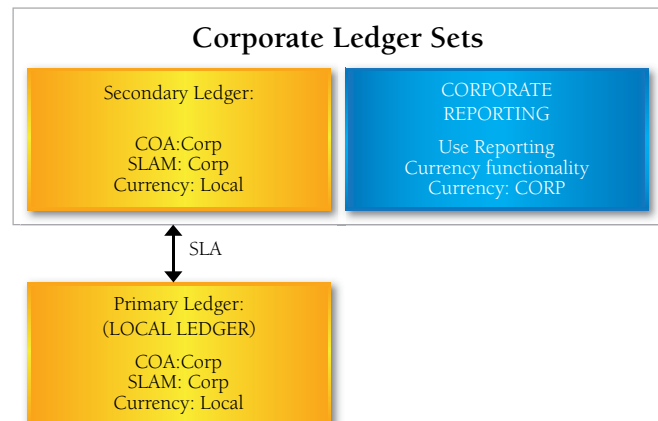 Corporate Ledger Sets
Secondary Ledger:
COA:Corp
SLAM: Corp
Currency: Local
CORPORATE
REPORTING
Use Reporting
Currency functionality
Currency: CORP
SLA
Primary Ledger:
(LOCAL LEDGER)
COA:Corp
SLAM: Corp
Currency: Local